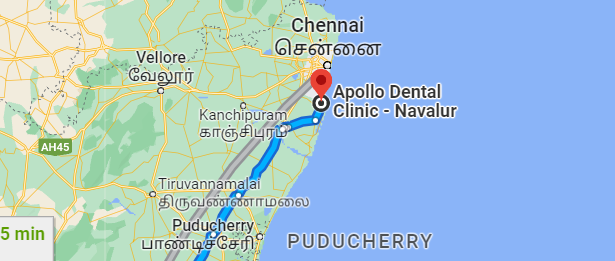 Chennai
சென்னை
Vellore
வேலூர்
Apollo Dental
Clinic - Navalur
Kanchipuram
காஞ்சிபுரம்
AH45
Tiruvannamalai
திருவண்ணாமலை
Puducherry
பாண்டிச்சேரி
5 min
PUDUCHERRY